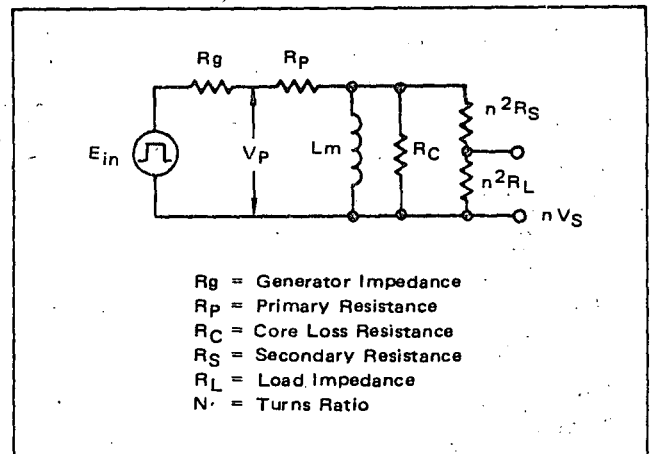 Rg
RP
n²RS
Ein
VP
Lm
RC
n²RL
n VS
Rg = Generator Impedance
RP = Primary Resistance
RC = Core Loss Resistance
RS = Secondary Resistance
RL = Load Impedance
N = Turns Ratio